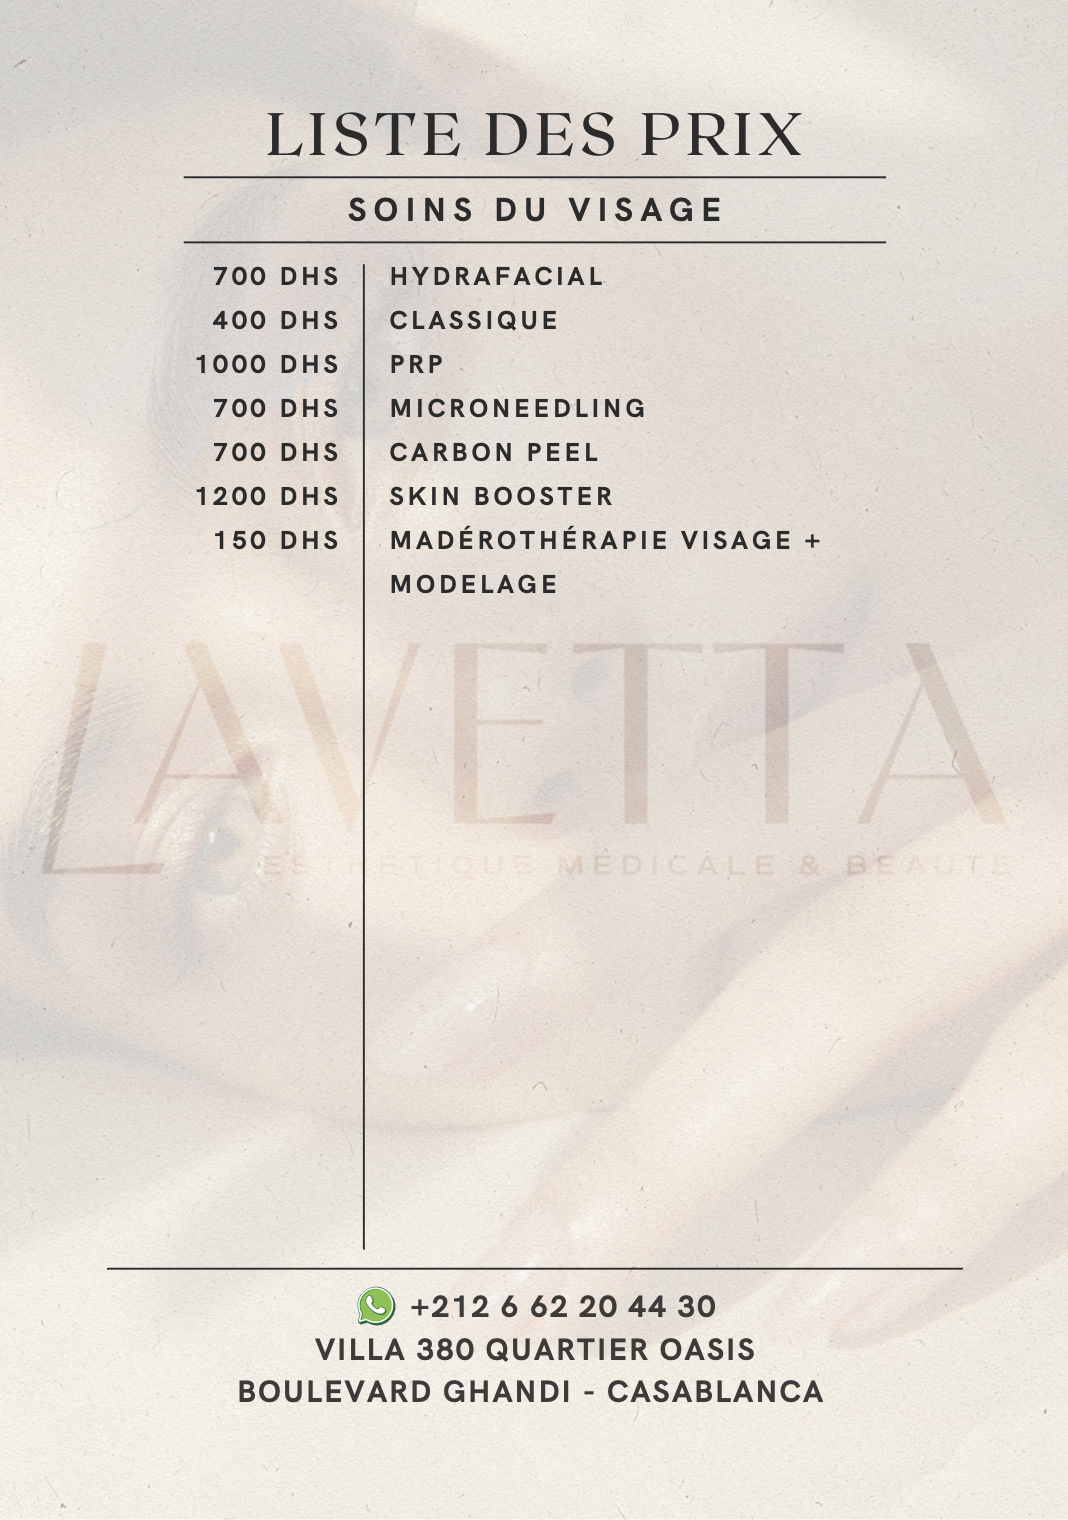 LISTE DES PRIX
SOINS DU VISAGE
700 DHS HYDRAFACIAL
400 DHS CLASSIQUE
1000 DHS PRP
700 DHS MICRONEEDLING
700 DHS CARBON PEEL
1200 DHS SKIN BOOSTER
150 DHS MADÉROTHÉRAPIE VISAGE +
MODELAGE
LAVETTA
ESTHÉTIQUE MÉDICALE & BEAUTÉ
+212 6 62 20 44 30
VILLA 380 QUARTIER OASIS
BOULEVARD GHANDI - CASABLANCA